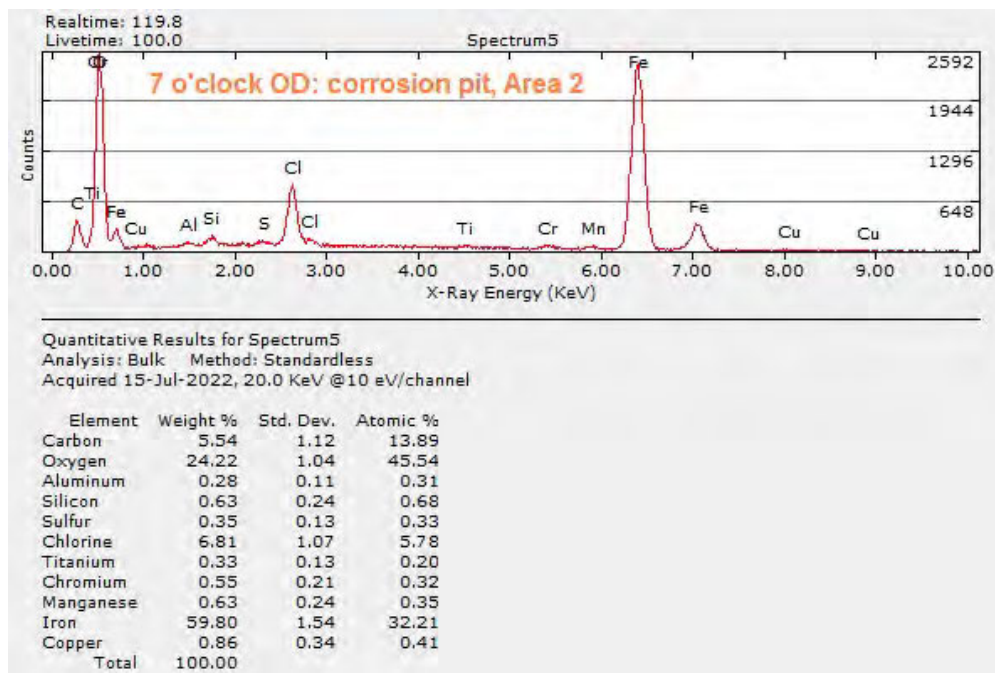 Realtime: 119.8
Livetime: 100.0
Spectrum5
7 o'clock OD: corrosion pit, Area 2
2592
1944
1296
648
Counts
C
Ti
O
Cr
Fe
Cu
Al
Si
S
Cl
Cl
Ti
Cr
Mn
Fe
Fe
Cu
Cu
0.00 1.00 2.00 3.00 4.00 5.00 6.00 7.00 8.00 9.00 10.00
X-Ray Energy (KeV)
Quantitative Results for Spectrum5
Analysis: Bulk Method: Standardless
Acquired 15-Jul-2022, 20.0 KeV @10 eV/channel
Element Weight % Std. Dev. Atomic %
Carbon 5.54 1.12 13.89
Oxygen 24.22 1.04 45.54
Aluminum 0.28 0.11 0.31
Silicon 0.63 0.24 0.68
Sulfur 0.35 0.13 0.33
Chlorine 6.81 1.07 5.78
Titanium 0.33 0.13 0.20
Chromium 0.55 0.21 0.32
Manganese 0.63 0.24 0.35
Iron 59.80 1.54 32.21
Copper 0.86 0.34 0.41
Total 100.00